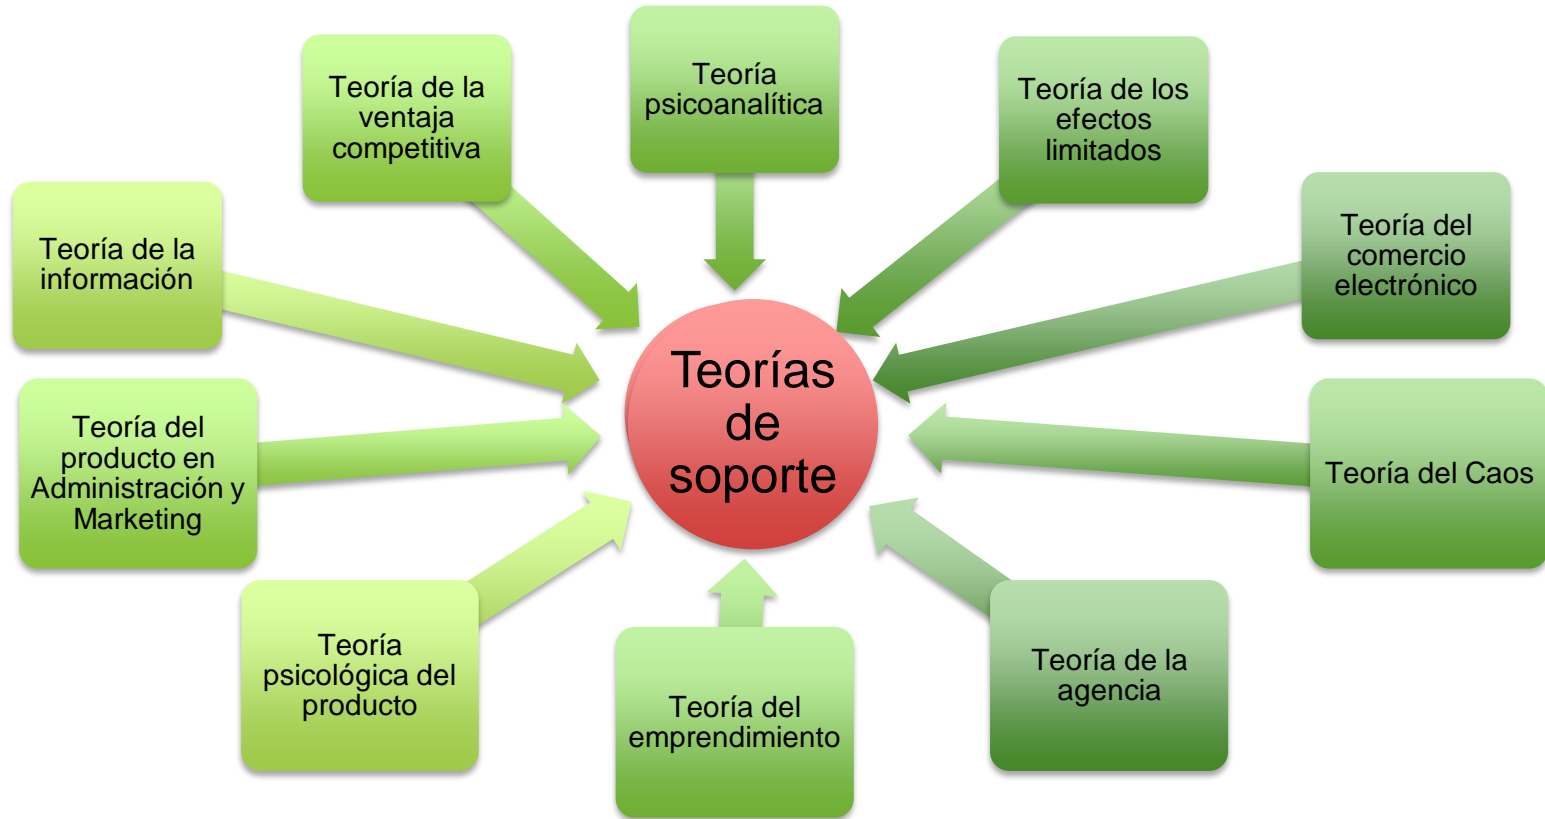 Teoría
psicoanalítica
Teoría de la
ventaja
competitiva
Teoría de los
efectos
limitados
Teoría de la
información
Teoría del
comercio
electrónico
Teorías
de
soporte
Teoría del
producto en
Administración y
Marketing
Teoría del Caos
Teoría
psicológica del
producto
Teoría del
emprendimiento
Teoría de la
agencia